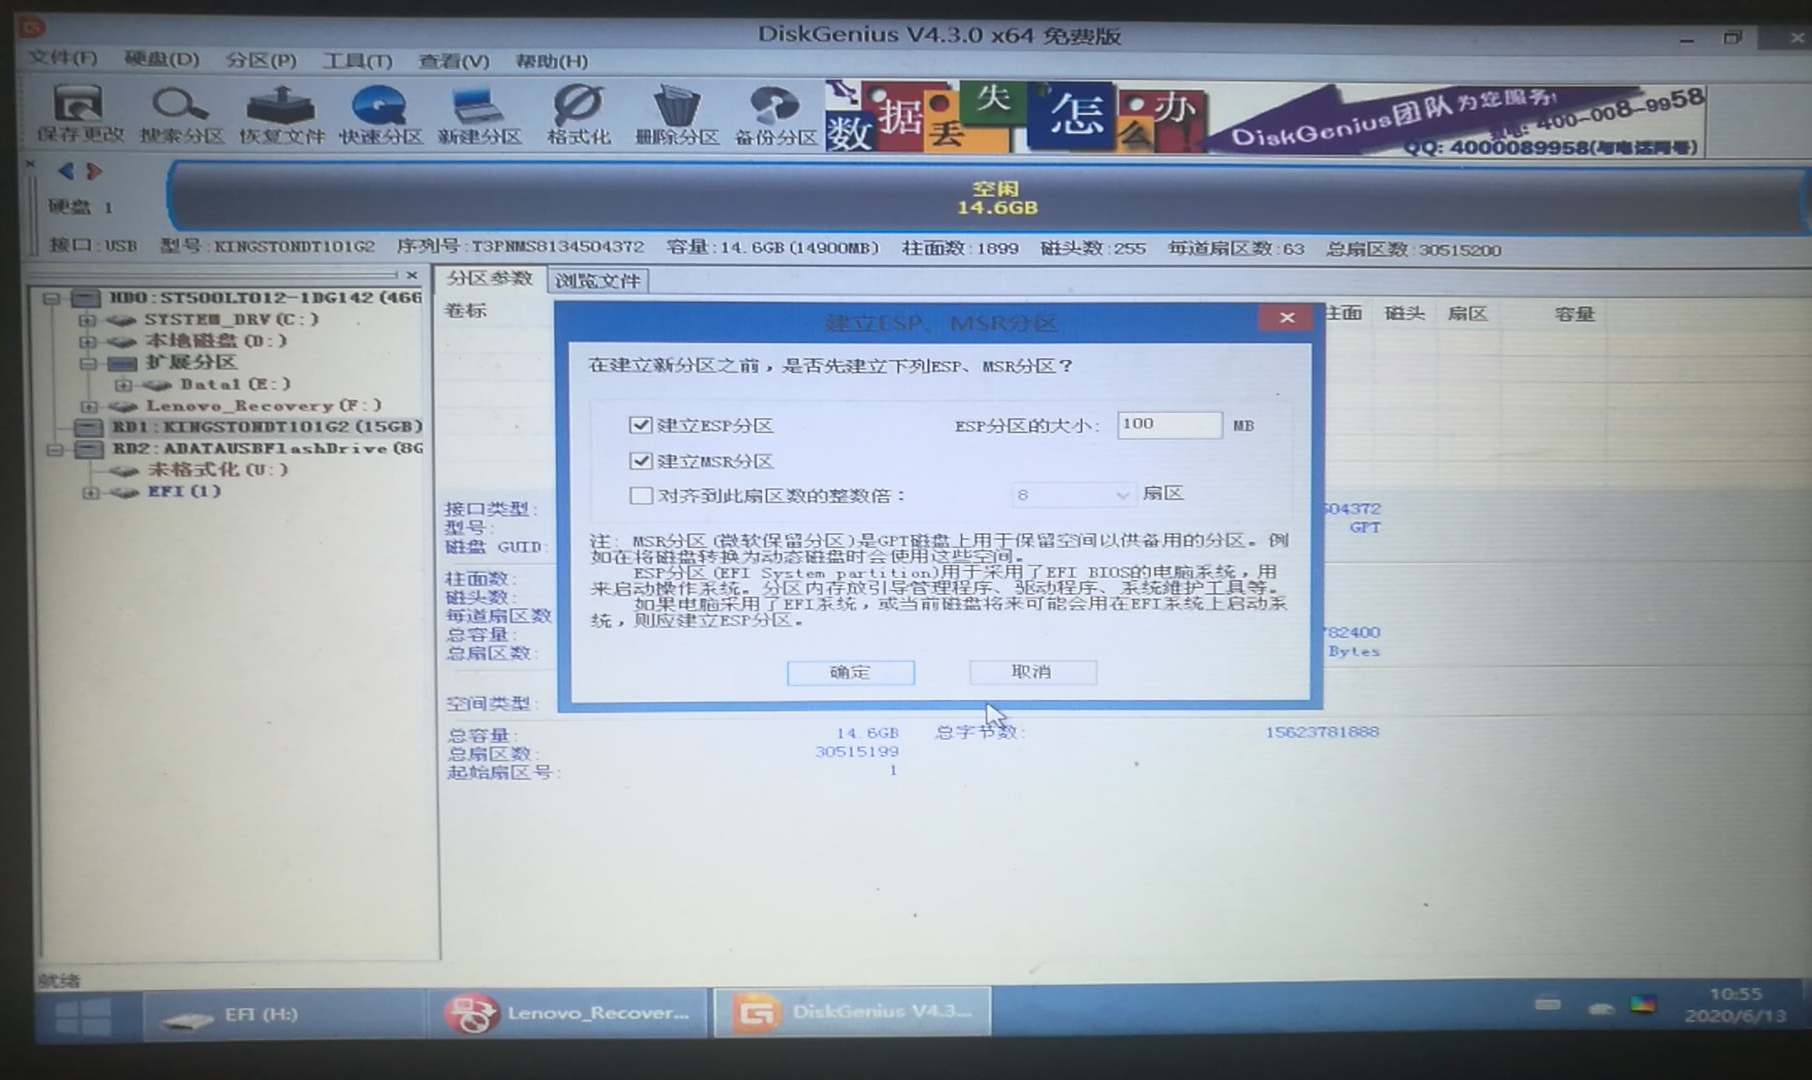 DiskGenius V4.3.0 x64 免费版
文件(F) 硬盘(D) 分区(P) 工具(T) 查看(V) 帮助(H)
保存更改 搜索分区 恢复文件 快速分区 新建分区 格式化 删除分区 备份分区
数据丢失怎么办!
DiskGenius团队为您服务!
400-008-9958
QQ: 4000089958(与电话同号)
硬盘 1
空闲
14.6GB
接口:USB 型号:KINGSTONDT101G2 序列号:T3PNMS8134504372 容量:14.6GB(14900MB) 柱面数:1899 磁头数:255 每道扇区数:63 总扇区数:30515200
HD0:ST500LT012-1DG142(466
SYSTEM_DRV(C:)
本地磁盘(D:)
扩展分区
Data1(E:)
Lenovo_Recovery(F:)
RD1:KINGSTONDT101G2(15GB)
RD2:ADATAUSBFlashDrive(8G
未格式化(U:)
EFI(1)
分区参数 浏览文件
卷标 柱面 磁头 扇区 容量
建立ESP、MSR分区
在建立新分区之前，是否先建立下列ESP、MSR分区？
建立ESP分区 ESP分区的大小: 100 MB
建立MSR分区
对齐到此扇区数的整数倍： 8 扇区
注: MSR分区(微软保留分区)是GPT磁盘上用于保留空间以供备用的分区。例
如在将磁盘转换为动态磁盘时会使用这些空间。
ESP分区(EFI System partition)用于采用了EFI BIOS的电脑系统，用
来启动操作系统。分区内存放引导管理程序、驱动程序、系统维护工具等。
如果电脑采用了EFI系统，或当前磁盘将来可能会用在EFI系统上启动系
统，则应建立ESP分区。
确定 取消
接口类型: 504372
型号: GPT
磁盘 GUID:
柱面数:
磁头数:
每道扇区数
总容量: 782400
总扇区数: Bytes
空间类型:
总容量: 14.6GB 总字节数: 15623781888
总扇区数: 30515199
起始扇区号: 1
就绪
EFI (H:) Lenovo_Recover... DiskGenius V4.3...
10:55
2020/6/13